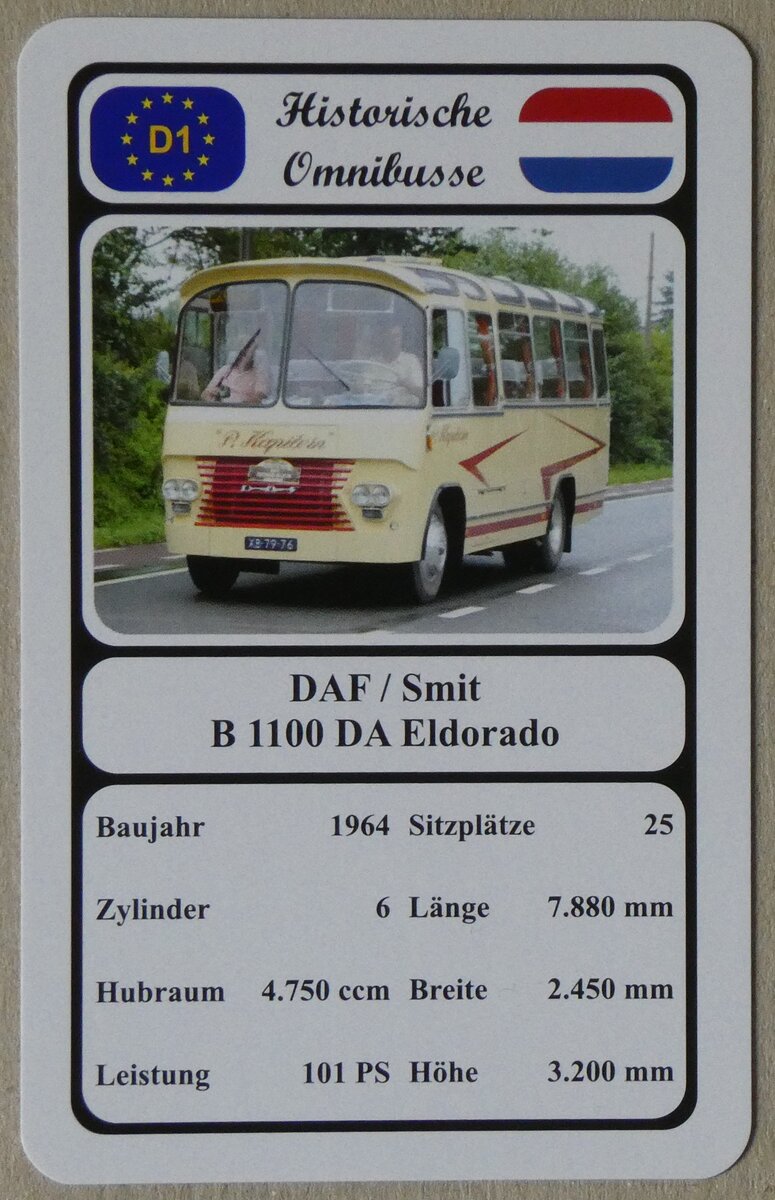 D1
Historische
Omnibusse
DAF
XB-79-76
DAF / Smit
B 1100 DA Eldorado
Baujahr 1964 Sitzplätze 25
Zylinder 6 Länge 7.880 mm
Hubraum 4.750 ccm Breite 2.450 mm
Leistung 101 PS Höhe 3.200 mm